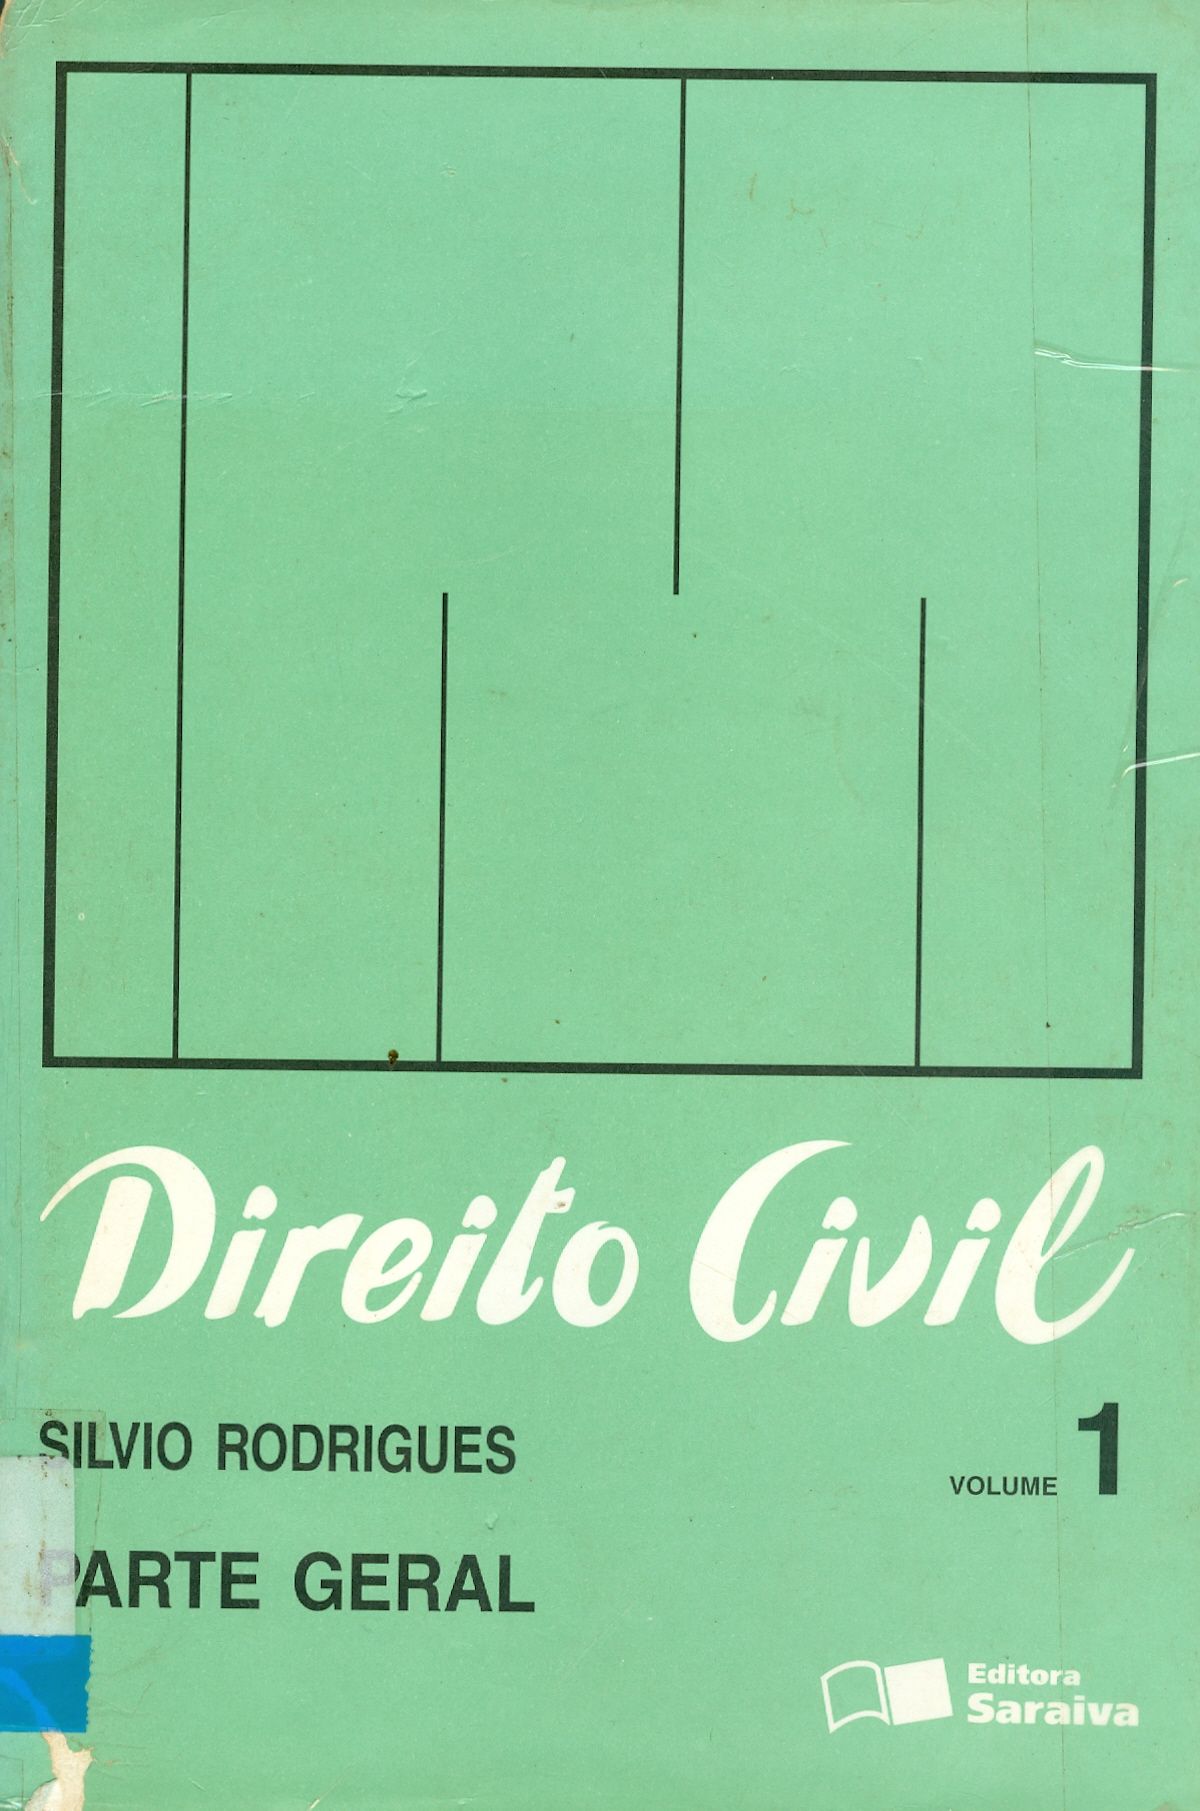 Direito Civil
SILVIO RODRIGUES
VOLUME 1
PARTE GERAL
Editora
Saraiva